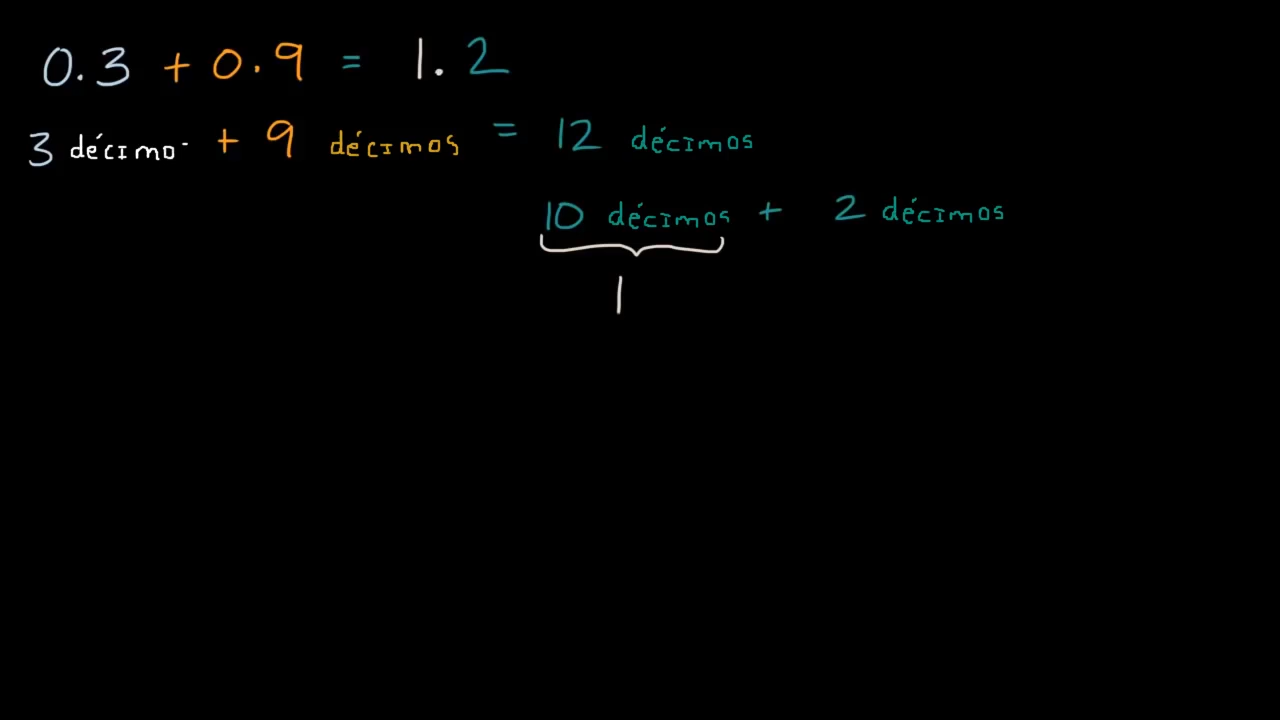 0.3 + 0.9 = 1.2
3 décimo + 9 décimos = 12 décimos
10 décimos + 2 décimos
1